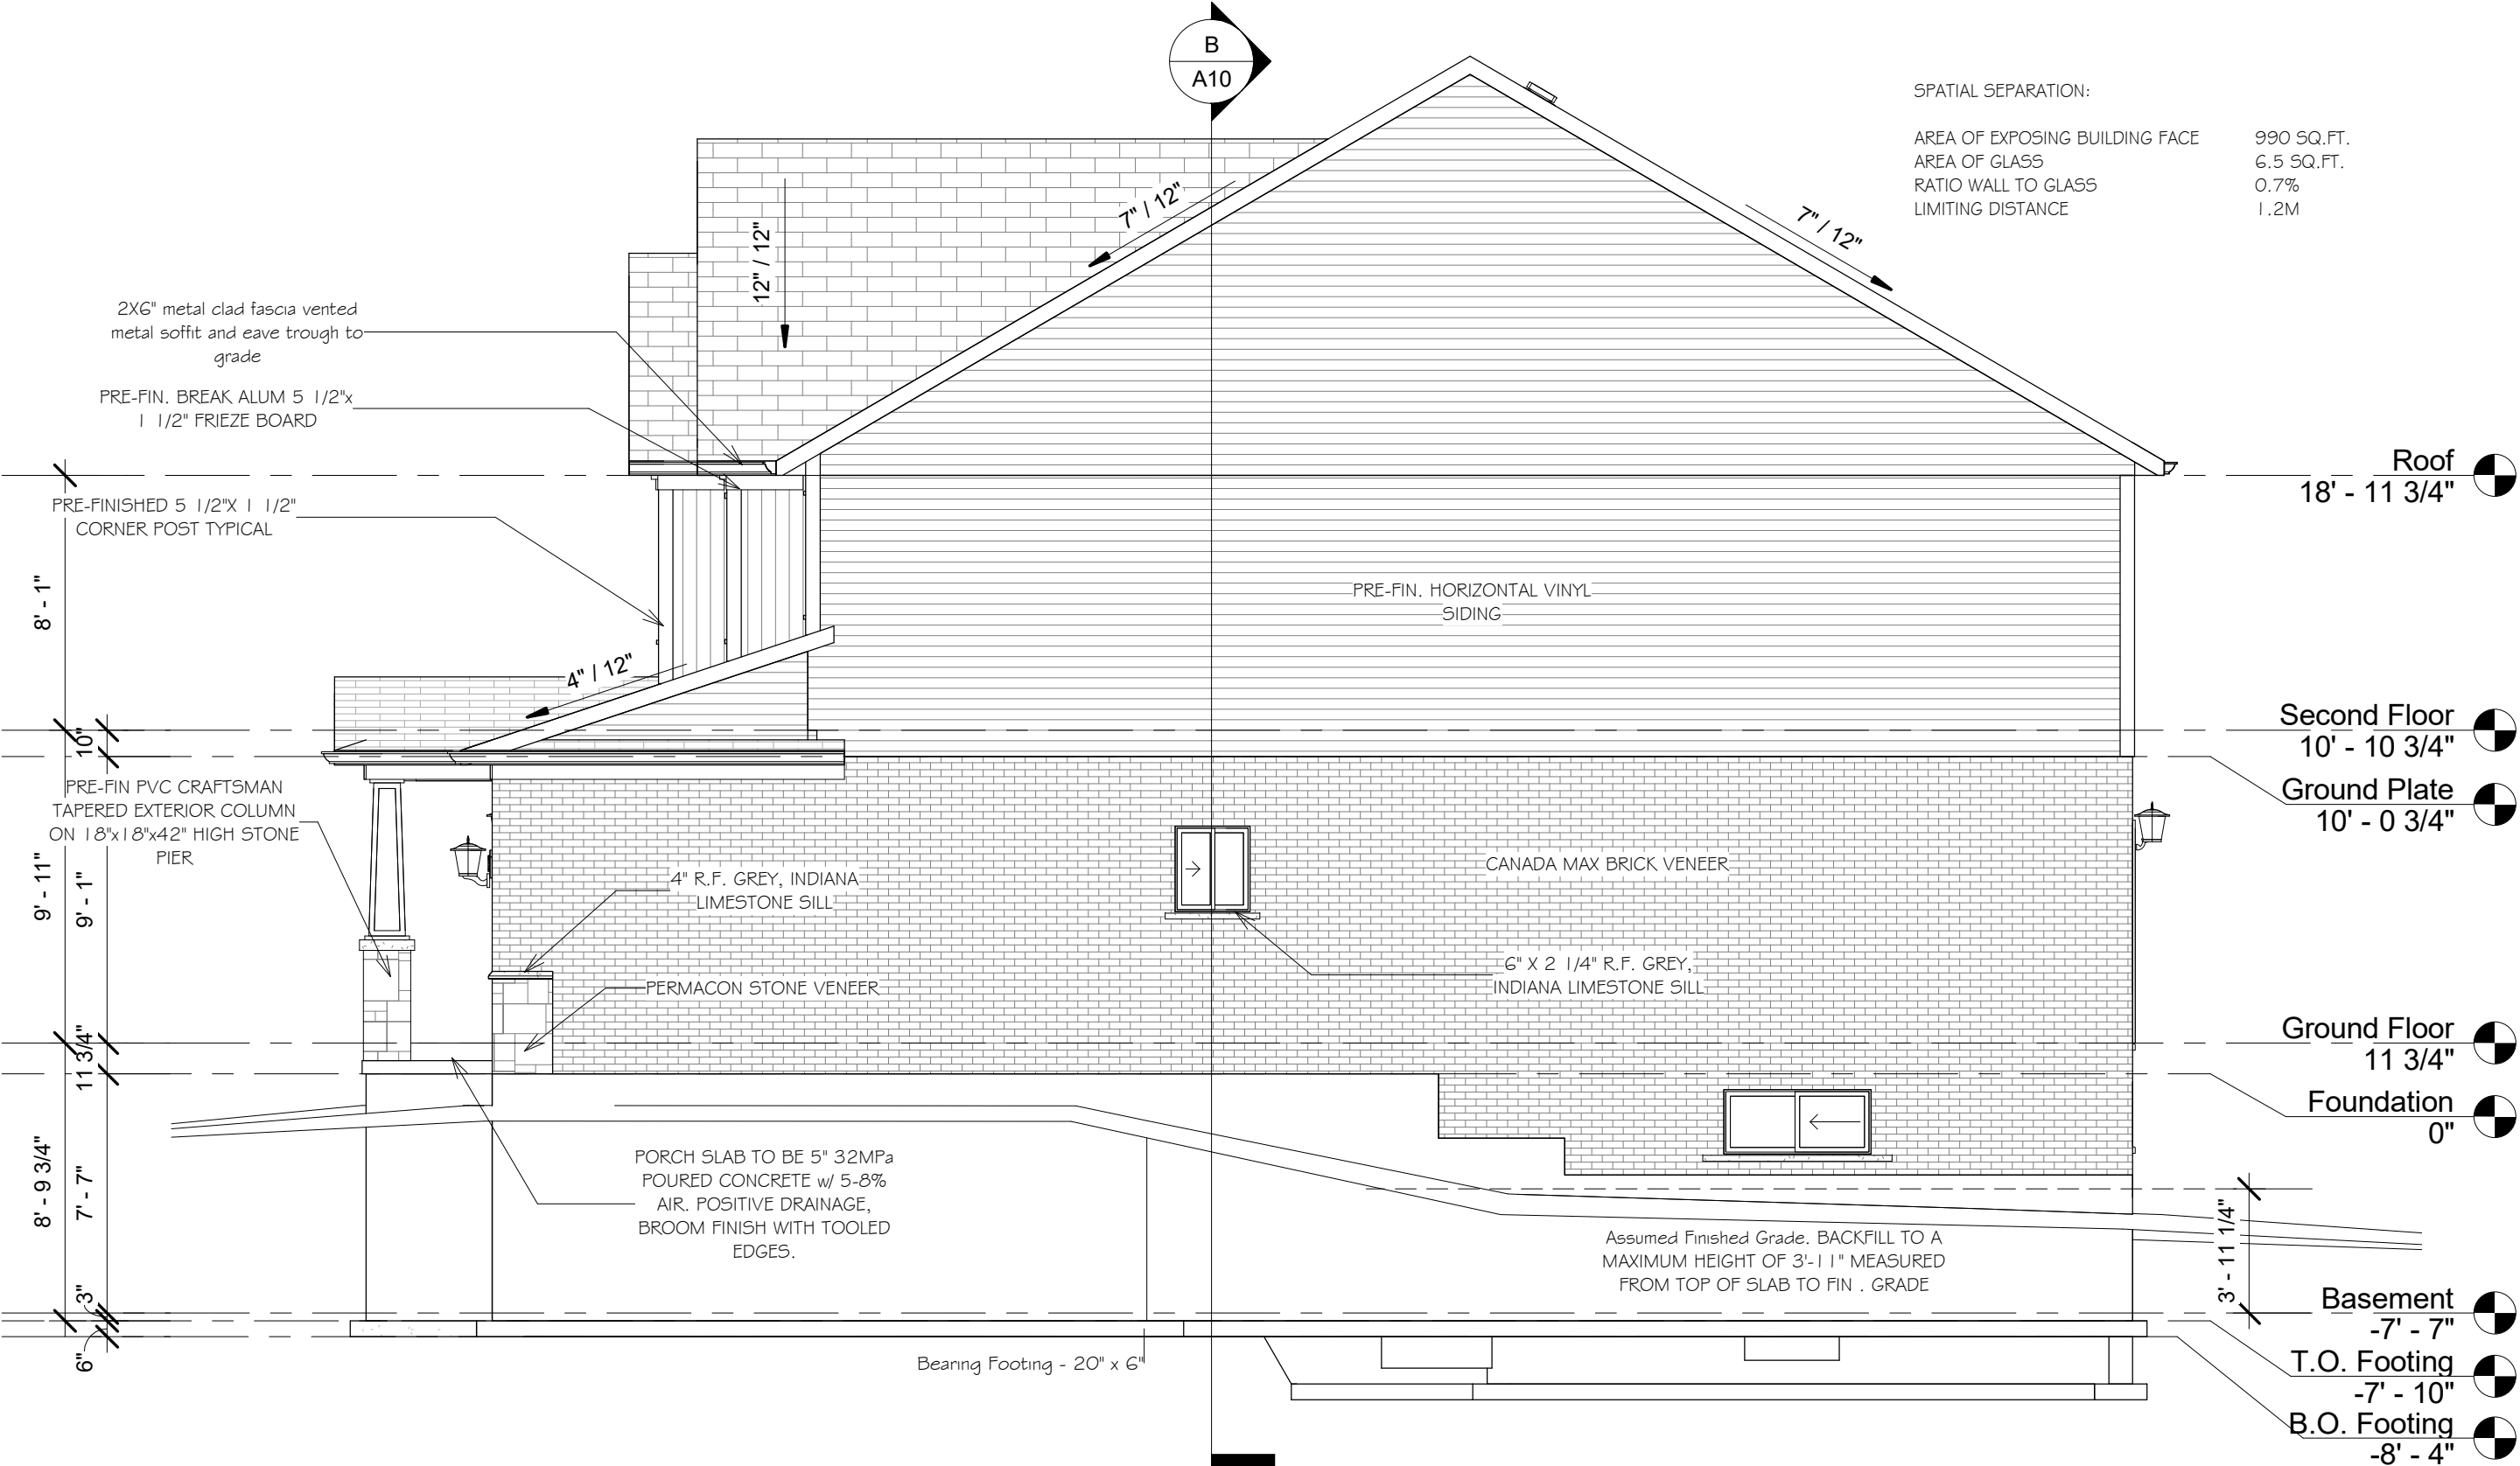 B
A10
SPATIAL SEPARATION:
AREA OF EXPOSING BUILDING FACE 990 SQ.FT.
AREA OF GLASS 6.5 SQ.FT.
RATIO WALL TO GLASS 0.7%
LIMITING DISTANCE 1.2M
7" / 12"
7" / 12"
12" / 12"
2X6" metal clad fascia vented
metal soffit and eave trough to
grade
PRE-FIN. BREAK ALUM 5 1/2"x
1 1/2" FRIEZE BOARD
PRE-FINISHED 5 1/2"X 1 1/2"
CORNER POST TYPICAL
Roof
18' - 11 3/4"
8' - 1"
PRE-FIN. HORIZONTAL VINYL
SIDING
4" / 12"
10"
Second Floor
10' - 10 3/4"
Ground Plate
10' - 0 3/4"
PRE-FIN PVC CRAFTSMAN
TAPERED EXTERIOR COLUMN
ON 18"x18"x42" HIGH STONE
PIER
9' - 11"
9' - 1"
4" R.F. GREY, INDIANA
LIMESTONE SILL
CANADA MAX BRICK VENEER
PERMACON STONE VENEER
6" X 2 1/4" R.F. GREY,
INDIANA LIMESTONE SILL
11 3/4"
Ground Floor
11 3/4"
Foundation
0"
8' - 9 3/4"
7' - 7"
PORCH SLAB TO BE 5" 32MPa
POURED CONCRETE w/ 5-8%
AIR. POSITIVE DRAINAGE,
BROOM FINISH WITH TOOLED
EDGES.
Assumed Finished Grade. BACKFILL TO A
MAXIMUM HEIGHT OF 3'-11" MEASURED
FROM TOP OF SLAB TO FIN . GRADE
3' - 11 1/4"
3"
6"
Basement
-7' - 7"
Bearing Footing - 20" x 6"
T.O. Footing
-7' - 10"
B.O. Footing
-8' - 4"